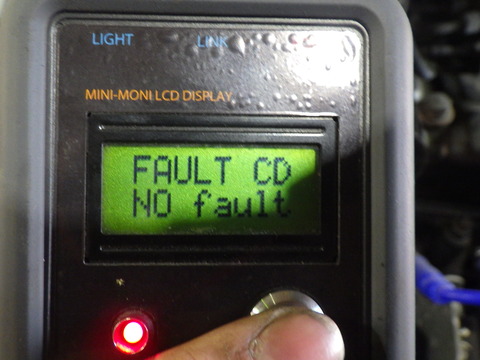 LIGHT LINK
MINI-MONI LCD DISPLAY
FAULT CD
NO fault